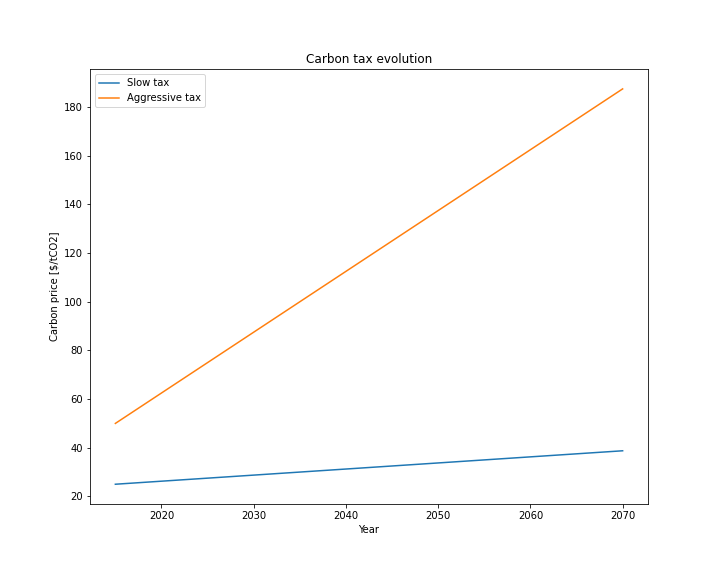 Carbon tax evolution
Slow tax
Aggressive tax
180
160
140
120
100
80
60
40
20
Carbon price [$/tCO2]
2020 2030 2040 2050 2060 2070
Year